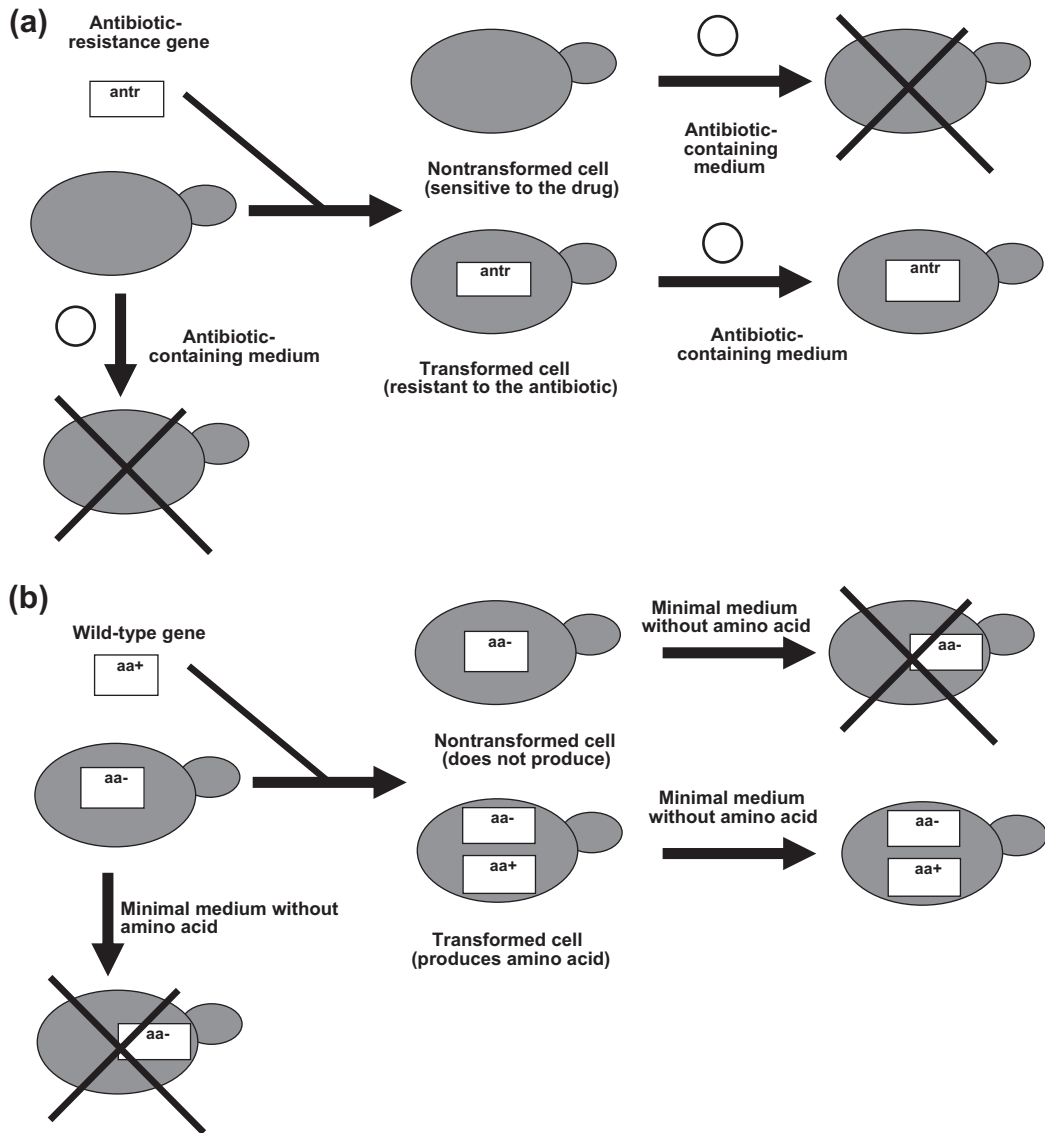 (a)
Antibiotic-
resistance gene
antr
Nontransformed cell
(sensitive to the drug)
Antibiotic-
containing
medium
antr
Transformed cell
(resistant to the antibiotic)
Antibiotic-
containing medium
antr
Antibiotic-
containing medium
(b)
Wild-type gene
aa+
aa-
aa-
Nontransformed cell
(does not produce)
Minimal medium
without amino acid
aa-
aa-
aa+
Transformed cell
(produces amino acid)
Minimal medium
without amino acid
aa-
aa+
Minimal medium without
amino acid
aa-